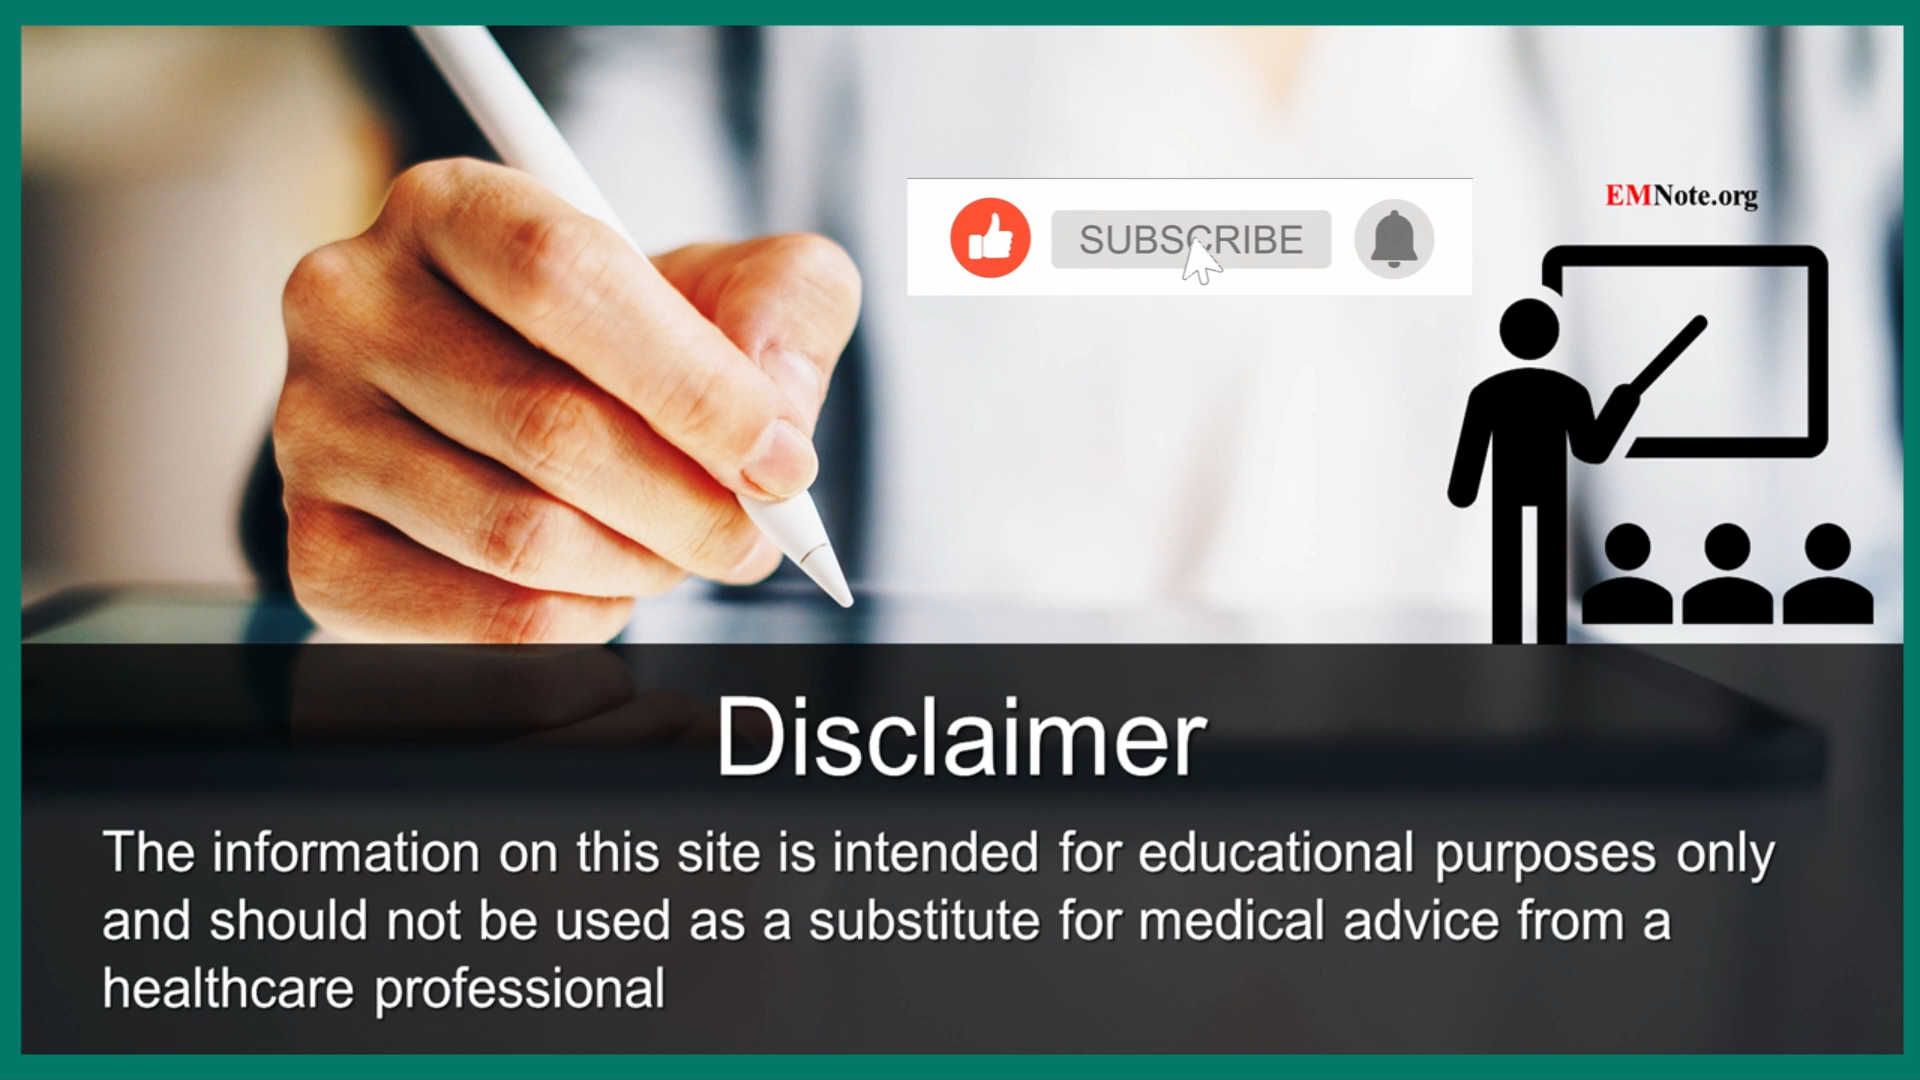 EMNote.org
SUBSCRIBE
Disclaimer
The information on this site is intended for educational purposes only
and should not be used as a substitute for medical advice from a
healthcare professional